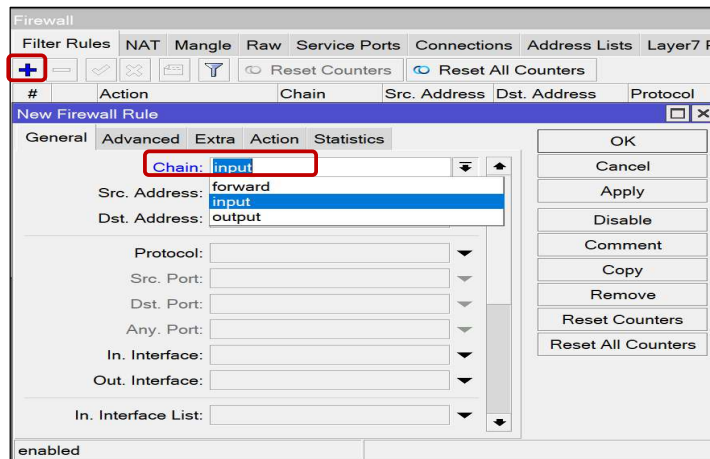 Firewall
Filter Rules NAT Mangle Raw Service Ports Connections Address Lists Layer7 P
Reset Counters Reset All Counters
# Action Chain Src. Address Dst. Address Protocol
New Firewall Rule
General Advanced Extra Action Statistics
OK
Chain: input
Cancel
forward
Src. Address:
input
Apply
Dst. Address:
output
Disable
Comment
Protocol:
Copy
Src. Port:
Remove
Dst. Port:
Reset Counters
Any. Port:
Reset All Counters
In. Interface:
Out. Interface:
In. Interface List:
enabled